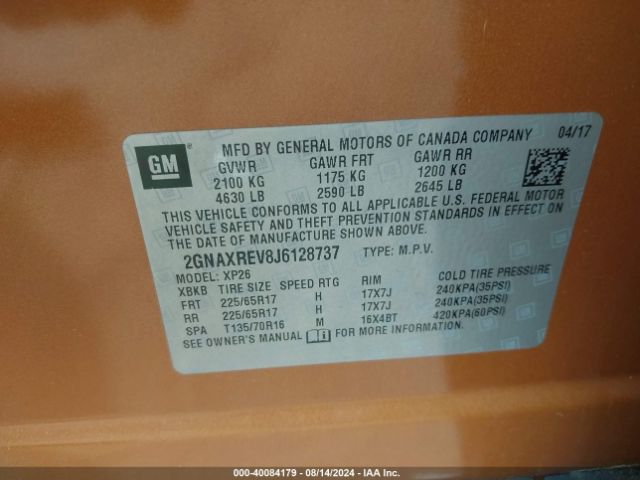 GM
MFD BY GENERAL MOTORS OF CANADA COMPANY 04/17
GVWR GAWR FRT GAWR RR
2100 KG 1175 KG 1200 KG
4630 LB 2590 LB 2645 LB
THIS VEHICLE CONFORMS TO ALL APPLICABLE U.S. FEDERAL MOTOR
VEHICLE SAFETY AND THEFT PREVENTION STANDARDS IN EFFECT ON
THE DATE OF MANUFACTURE SHOWN ABOVE.
2GNAXREV8J6128737 TYPE: M.P.V.
MODEL: XP26
XBKB TIRE SIZE SPEED RTG RIM COLD TIRE PRESSURE
FRT 225/65R17 H 17X7J 240KPA(35PSI)
RR 225/65R17 H 17X7J 240KPA(35PSI)
SPA T135/70R16 M 16X4BT 420KPA(60PSI)
SEE OWNER'S MANUAL FOR MORE INFORMATION.
000-40084179 • 08/14/2024 • IAA Inc.